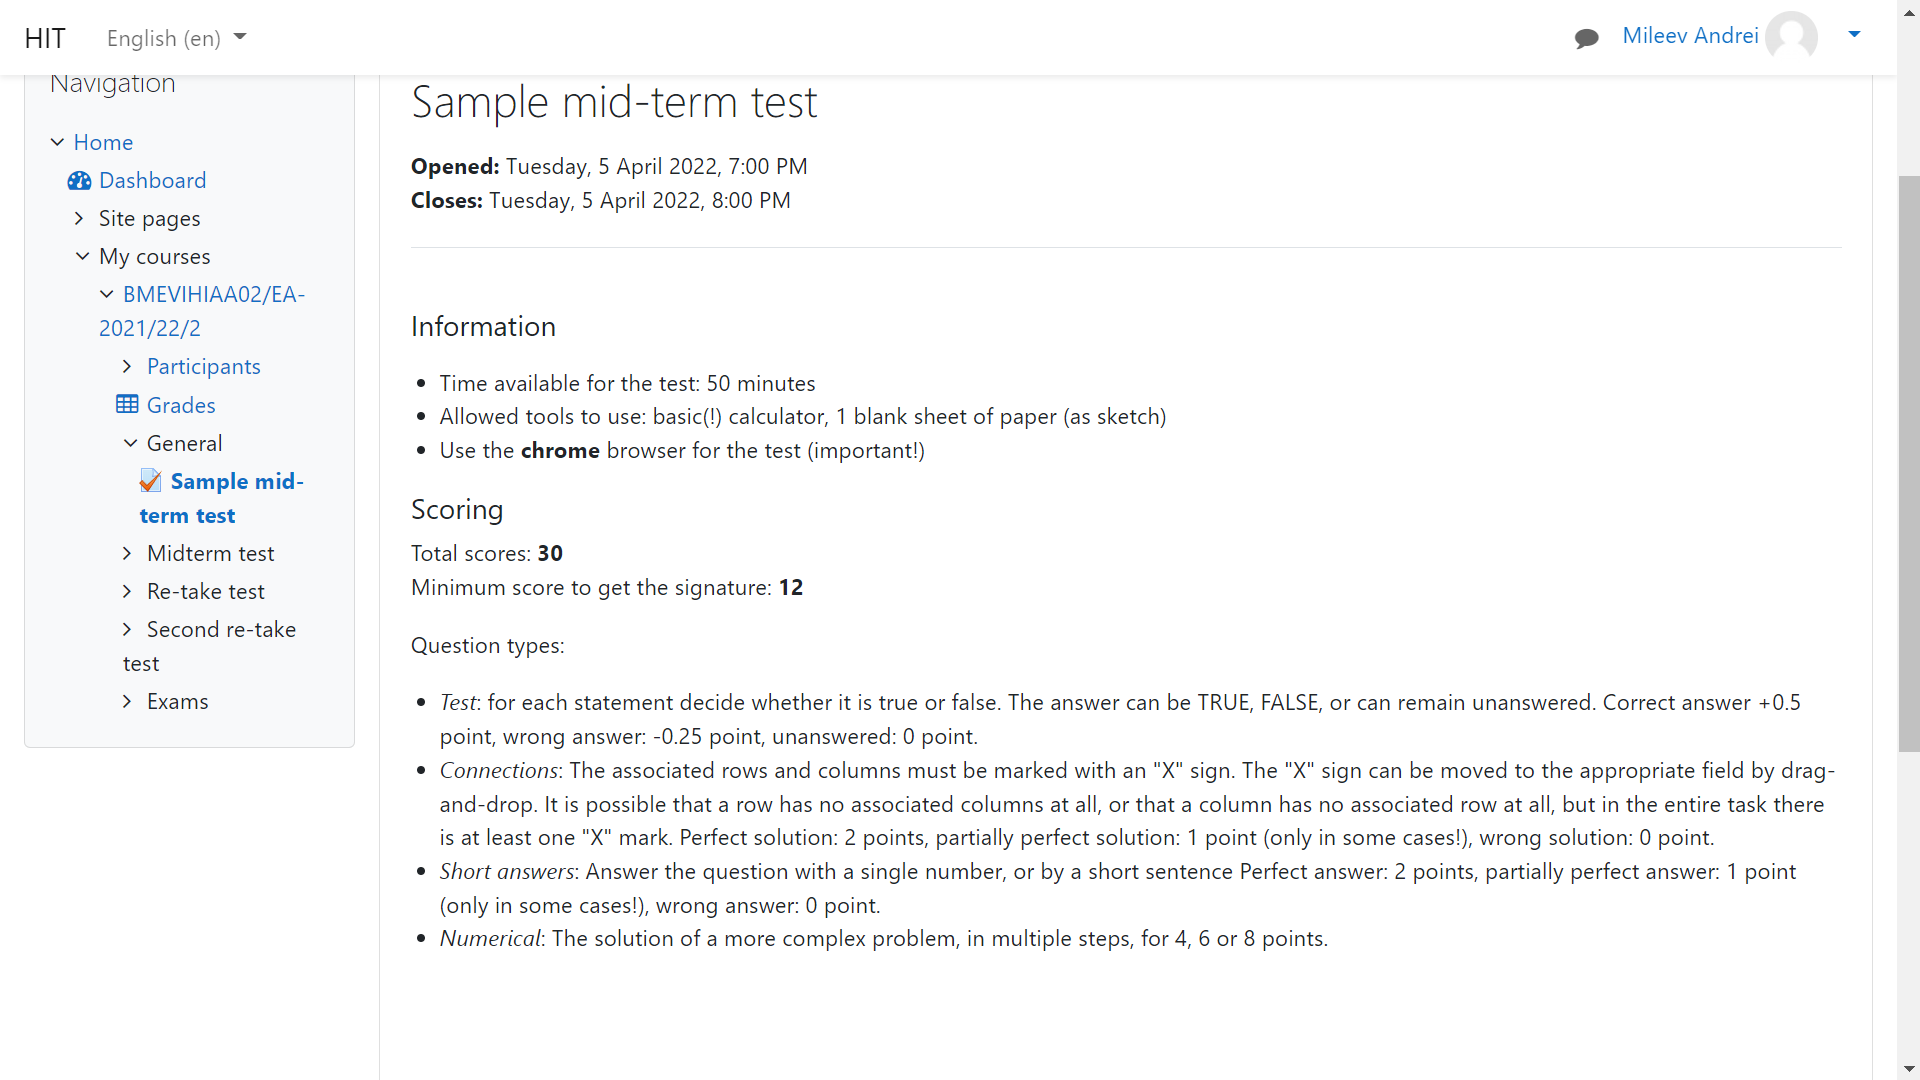 HIT
English (en)
Mileev Andrei
Navigation
Home
Dashboard
Site pages
My courses
BMEVIHIAA02/EA-
2021/22/2
Participants
Grades
General
Sample mid-
term test
Midterm test
Re-take test
Second re-take
test
Exams
Sample mid-term test
Opened: Tuesday, 5 April 2022, 7:00 PM
Closes: Tuesday, 5 April 2022, 8:00 PM
Information
Time available for the test: 50 minutes
Allowed tools to use: basic(!) calculator, 1 blank sheet of paper (as sketch)
Use the chrome browser for the test (important!)
Scoring
Total scores: 30
Minimum score to get the signature: 12
Question types:
Test: for each statement decide whether it is true or false. The answer can be TRUE, FALSE, or can remain unanswered. Correct answer +0.5
point, wrong answer: -0.25 point, unanswered: 0 point.
Connections: The associated rows and columns must be marked with an "X" sign. The "X" sign can be moved to the appropriate field by drag-
and-drop. It is possible that a row has no associated columns at all, or that a column has no associated row at all, but in the entire task there
is at least one "X" mark. Perfect solution: 2 points, partially perfect solution: 1 point (only in some cases!), wrong solution: 0 point.
Short answers: Answer the question with a single number, or by a short sentence Perfect answer: 2 points, partially perfect answer: 1 point
(only in some cases!), wrong answer: 0 point.
Numerical: The solution of a more complex problem, in multiple steps, for 4, 6 or 8 points.